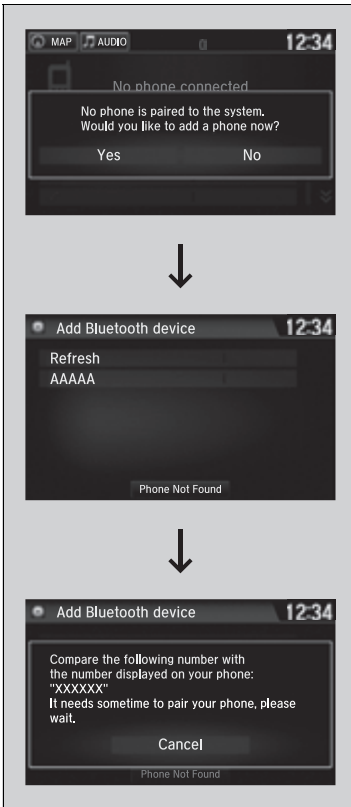 MAP AUDIO 12:34
No phone connected
No phone is paired to the system.
Would you like to add a phone now?
Yes No
Add Bluetooth device 12:34
Refresh
AAAAA
Phone Not Found
Add Bluetooth device 12:34
Compare the following number with
the number displayed on your phone:
"XXXXXX"
It needs sometime to pair your phone, please
wait.
Cancel
Phone Not Found